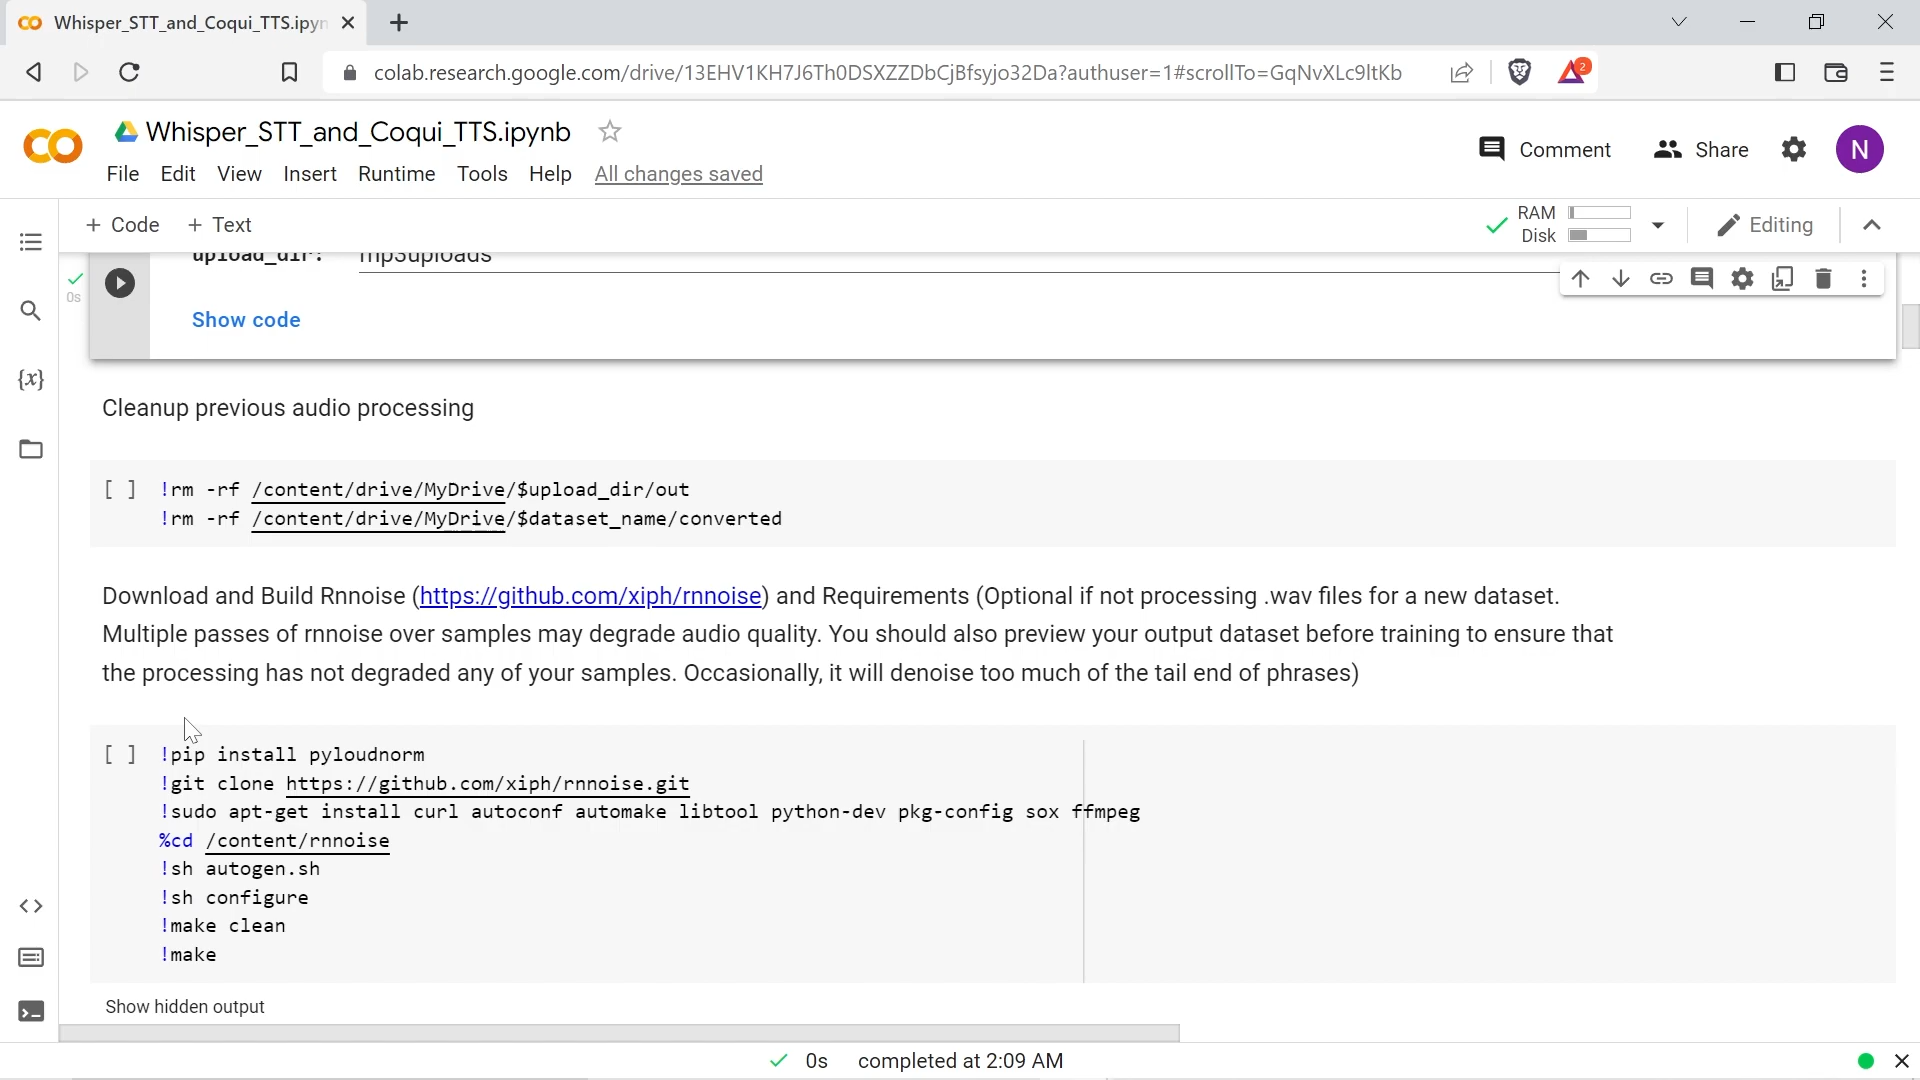 Whisper_STT_and_Coqui_TTS.ipyn
colab.research.google.com/drive/13EHV1KH7J6Th0DSXZZDbCjBfsyjo32Da?authuser=1#scrollTo=GqNvXLc9ltKb
2
Whisper_STT_and_Coqui_TTS.ipynb
Comment
Share
N
File Edit View Insert Runtime Tools Help All changes saved
+ Code + Text
RAM
Disk
Editing
upload_dir: mp3uploads
0s
Show code
Cleanup previous audio processing
[ ] !rm -rf /content/drive/MyDrive/$upload_dir/out
!rm -rf /content/drive/MyDrive/$dataset_name/converted
Download and Build Rnnoise (https://github.com/xiph/rnnoise) and Requirements (Optional if not processing .wav files for a new dataset.
Multiple passes of rnnoise over samples may degrade audio quality. You should also preview your output dataset before training to ensure that
the processing has not degraded any of your samples. Occasionally, it will denoise too much of the tail end of phrases)
[ ] !pip install pyloudnorm
!git clone https://github.com/xiph/rnnoise.git
!sudo apt-get install curl autoconf automake libtool python-dev pkg-config sox ffmpeg
%cd /content/rnnoise
!sh autogen.sh
!sh configure
!make clean
!make
Show hidden output
0s completed at 2:09 AM